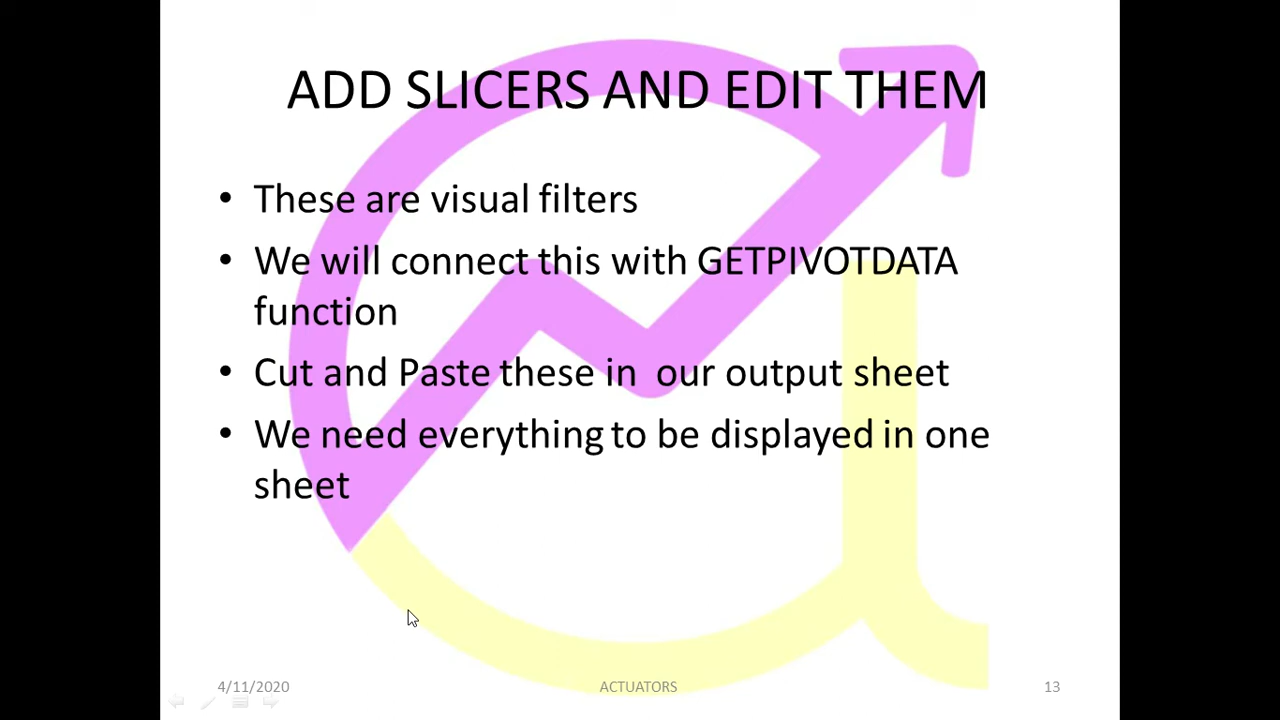 ADD SLICERS AND EDIT THEM
• These are visual filters
• We will connect this with GETPIVOTDATA
function
• Cut and Paste these in  our output sheet
• We need everything to be displayed in one
sheet
4/11/2020
ACTUATORS
13